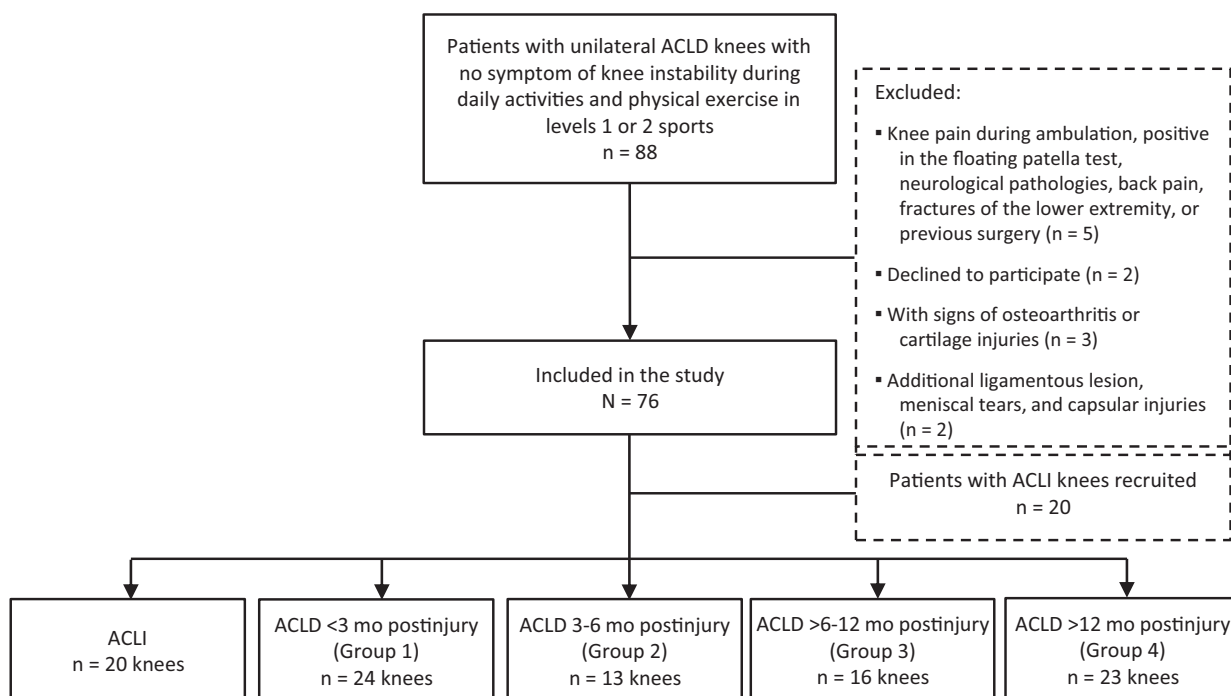 Patients with unilateral ACLD knees with
no symptom of knee instability during
daily activities and physical exercise in
levels 1 or 2 sports
n = 88
Excluded:
▪ Knee pain during ambulation, positive
in the floating patella test,
neurological pathologies, back pain,
fractures of the lower extremity, or
previous surgery (n = 5)
▪ Declined to participate (n = 2)
▪ With signs of osteoarthritis or
cartilage injuries (n = 3)
▪ Additional ligamentous lesion,
meniscal tears, and capsular injuries
(n = 2)
Included in the study
N = 76
Patients with ACLI knees recruited
n = 20
ACLI
n = 20 knees
ACLD <3 mo postinjury
(Group 1)
n = 24 knees
ACLD 3-6 mo postinjury
(Group 2)
n = 13 knees
ACLD >6-12 mo postinjury
(Group 3)
n = 16 knees
ACLD >12 mo postinjury
(Group 4)
n = 23 knees